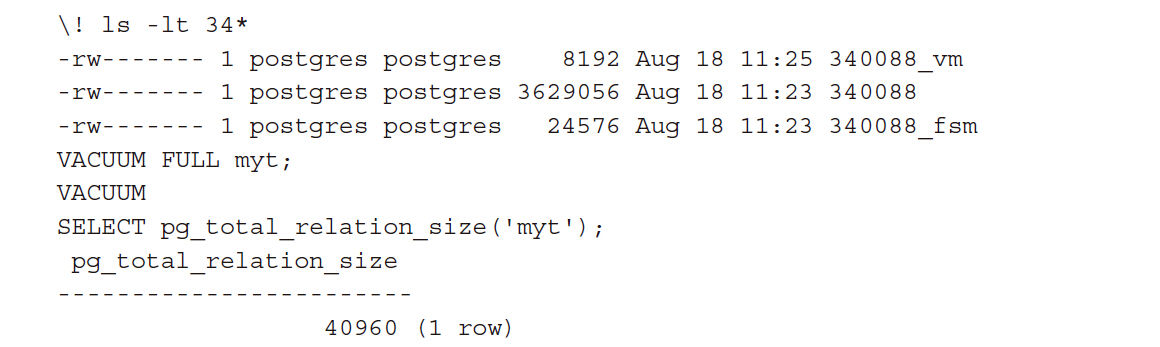 \! ls -lt 34*
-rw------- 1 postgres postgres    8192 Aug 18 11:25 340088_vm
-rw------- 1 postgres postgres 3629056 Aug 18 11:23 340088
-rw------- 1 postgres postgres   24576 Aug 18 11:23 340088_fsm
VACUUM FULL myt;
VACUUM
SELECT pg_total_relation_size('myt');
 pg_total_relation_size
------------------------
                  40960 (1 row)